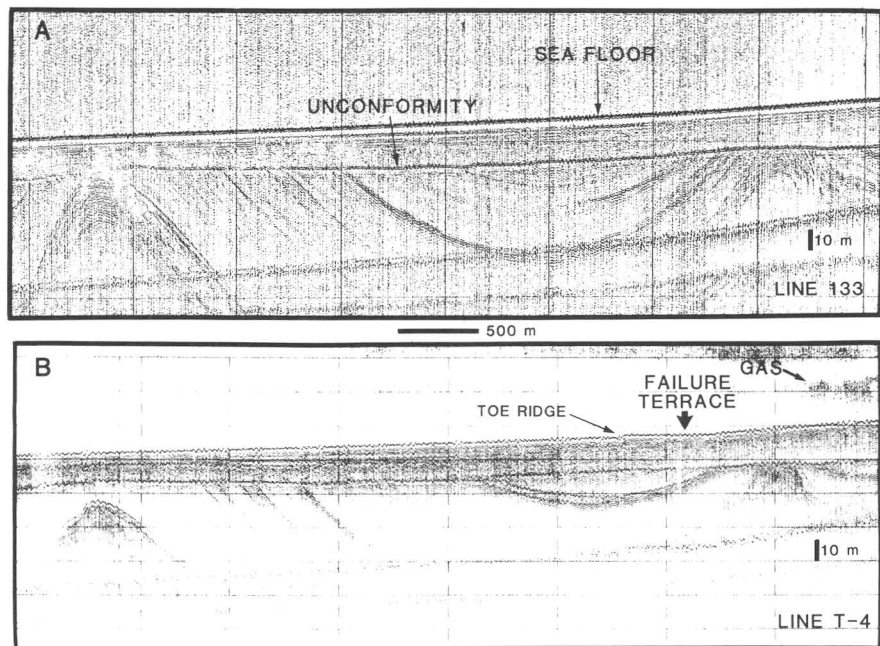 A
SEA FLOOR
UNCONFORMITY
10 m
LINE 133
500 m
B
GAS
FAILURE
TERRACE
TOE RIDGE
10 m
LINE T-4